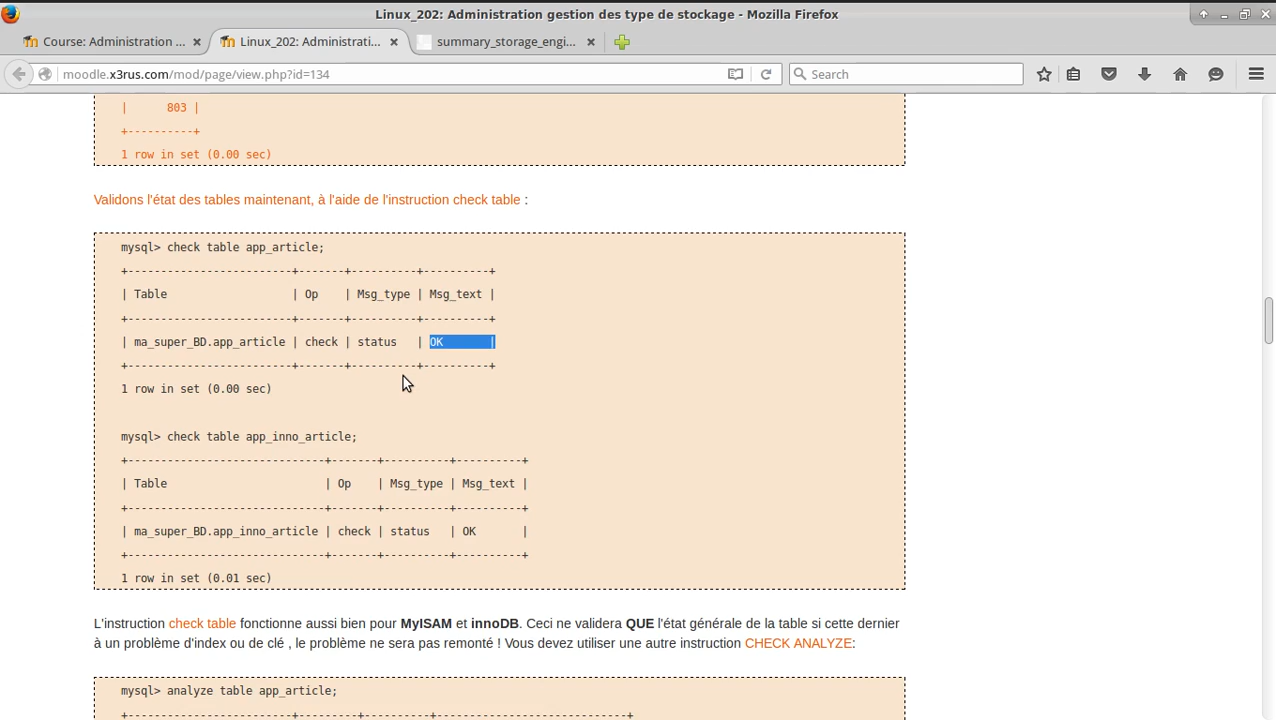 Linux_202: Administration gestion des type de stockage - Mozilla Firefox
Course: Administration ...
Linux_202: Administrati...
summary_storage_engi...
moodle.x3rus.com/mod/page/view.php?id=134
Search
|      803 |
+----------+
1 row in set (0.00 sec)
Validons l'état des tables maintenant, à l'aide de l'instruction check table :
mysql> check table app_article;
+-------------------------+-------+----------+----------+
| Table                   | Op    | Msg_type | Msg_text |
+-------------------------+-------+----------+----------+
| ma_super_BD.app_article | check | status   | OK       |
+-------------------------+-------+----------+----------+
1 row in set (0.00 sec)
mysql> check table app_inno_article;
+------------------------------+-------+----------+----------+
| Table                        | Op    | Msg_type | Msg_text |
+------------------------------+-------+----------+----------+
| ma_super_BD.app_inno_article | check | status   | OK       |
+------------------------------+-------+----------+----------+
1 row in set (0.01 sec)
L'instruction check table fonctionne aussi bien pour MyISAM et innoDB. Ceci ne validera QUE l'état générale de la table si cette dernier
à un problème d'index ou de clé , le problème ne sera pas remonté ! Vous devez utiliser une autre instruction CHECK ANALYZE:
mysql> analyze table app_article;
+-------------------------+---------+----------+-----------------------------+